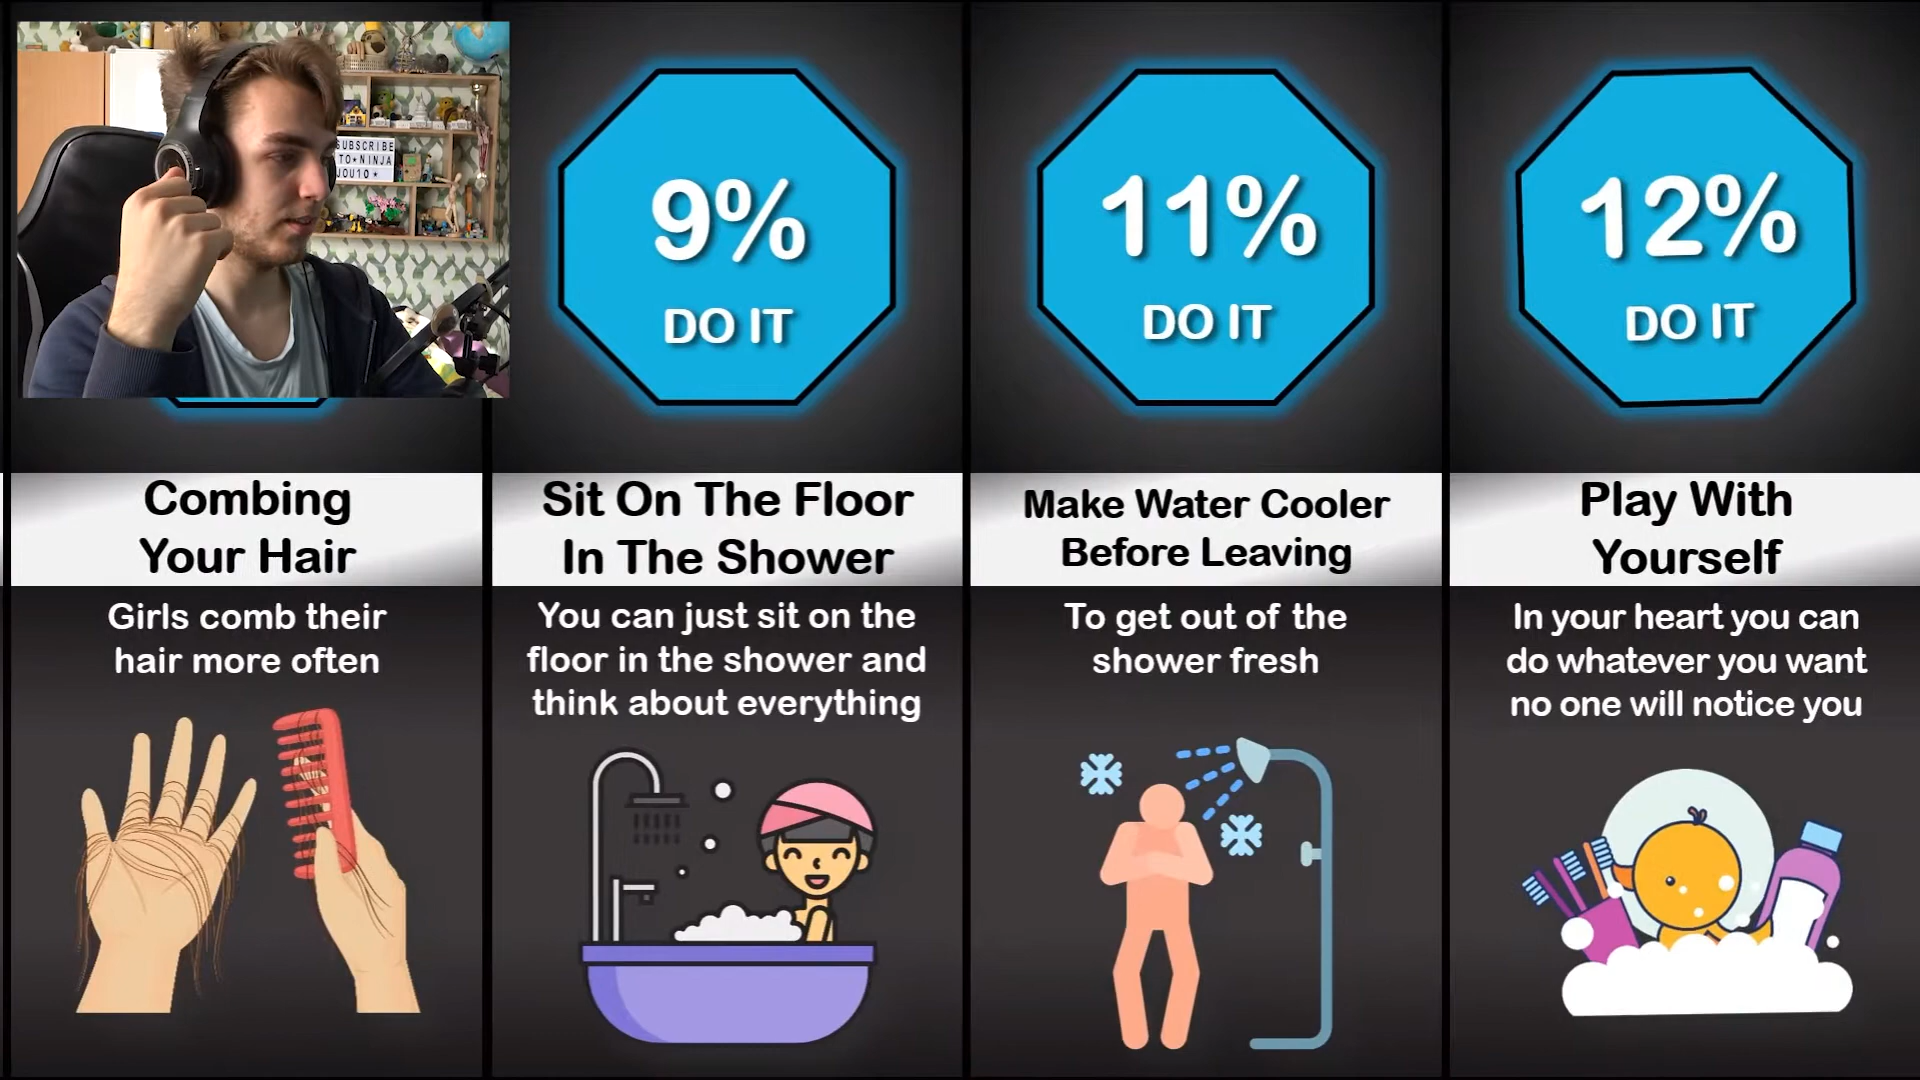 SUBSCRIBE
TO★NINJA
JOU10★
9%
DO IT
11%
DO IT
12%
DO IT
Combing
Your Hair
Girls comb their
hair more often
Sit On The Floor
In The Shower
You can just sit on the
floor in the shower and
think about everything
Make Water Cooler
Before Leaving
To get out of the
shower fresh
Play With
Yourself
In your heart you can
do whatever you want
no one will notice you